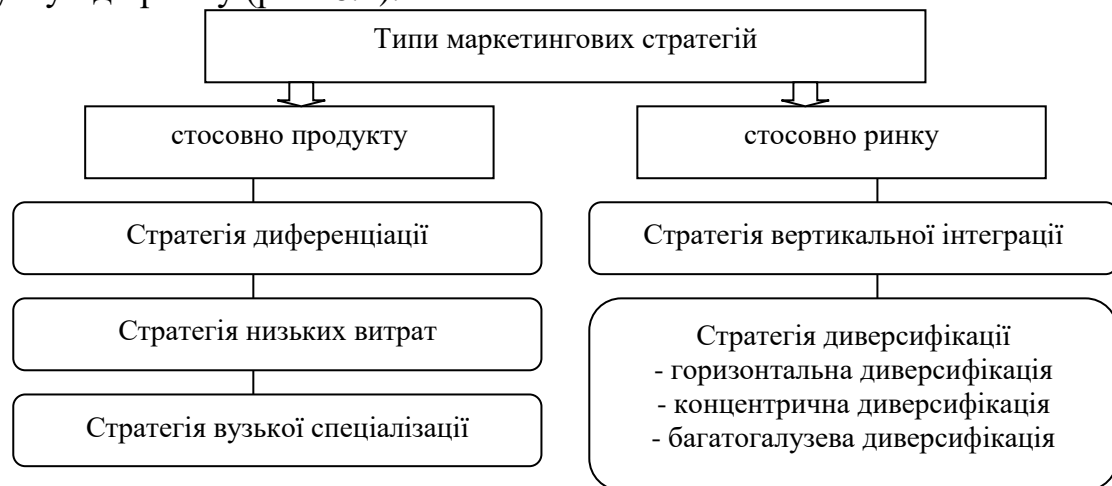 Типи маркетингових стратегій
стосовно продукту
стосовно ринку
Стратегія диференціації
Стратегія вертикальної інтеграції
Стратегія низьких витрат
Стратегія диверсифікації
- горизонтальна диверсифікація
- концентрична диверсифікація
- багатогалузева диверсифікація
Стратегія вузької спеціалізації